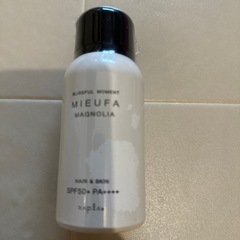 BLISSFUL MOMENT
MIEUFA
MAGNOLIA
HAIR & SKIN
SPF50+ PA++++
napla